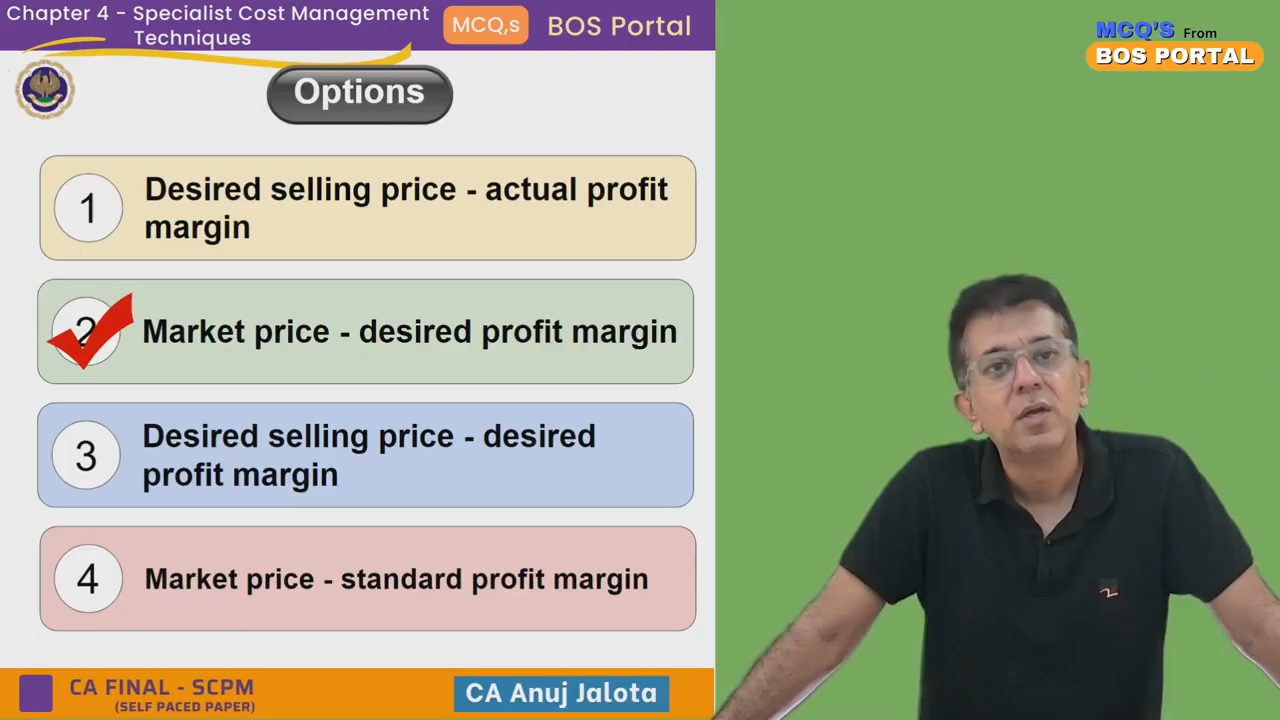 Chapter 4 - Specialist Cost Management
Techniques
MCQ,s
BOS Portal
MCQ'S From
BOS PORTAL
Options
1
Desired selling price - actual profit
margin
2
Market price - desired profit margin
3
Desired selling price - desired
profit margin
4
Market price - standard profit margin
CA FINAL - SCPM
(SELF PACED PAPER)
CA Anuj Jalota